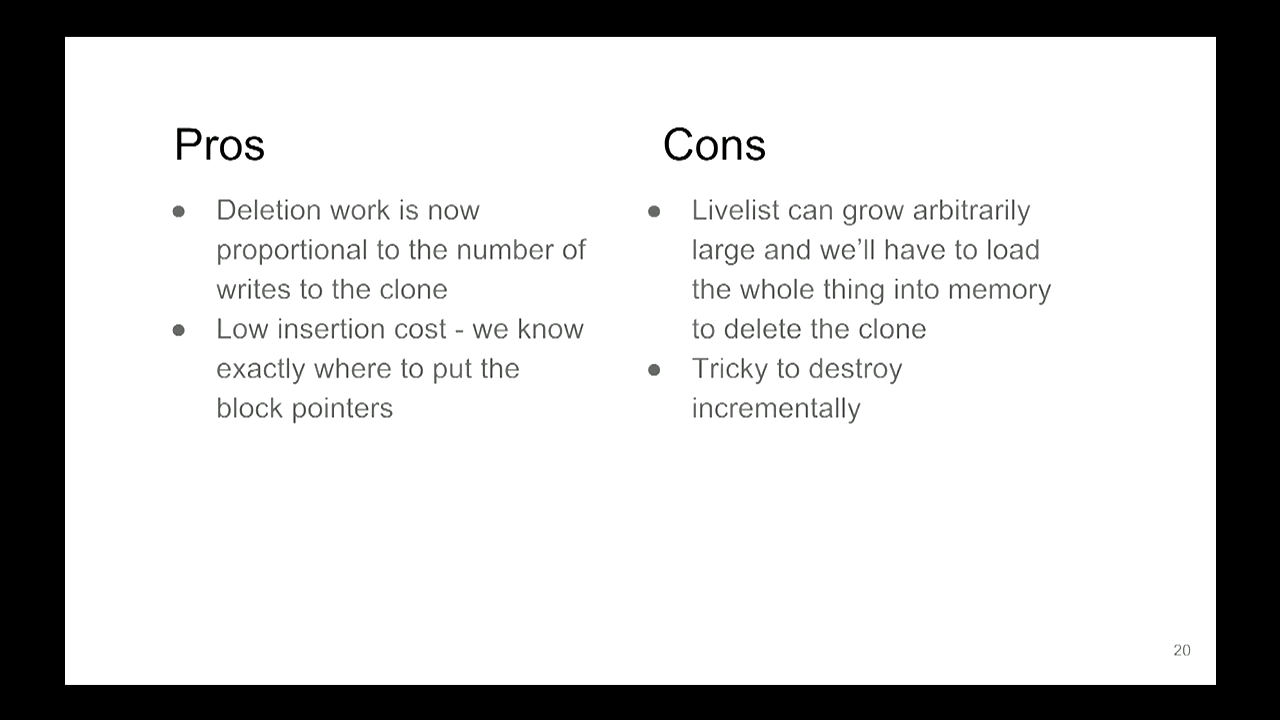 Pros
● Deletion work is now
proportional to the number of
writes to the clone
● Low insertion cost - we know
exactly where to put the
block pointers
Cons
● Livelist can grow arbitrarily
large and we’ll have to load
the whole thing into memory
to delete the clone
● Tricky to destroy
incrementally
20